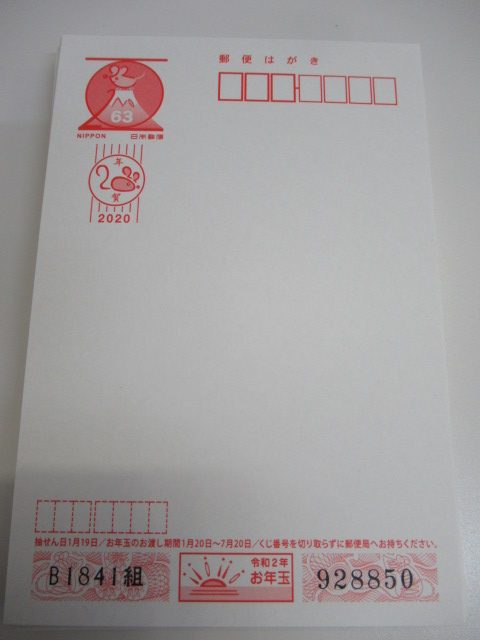 郵便はがき
63
NIPPON 日本郵便
年
賀
2020
抽せん日1月19日／お年玉のお渡し期間1月20日～7月20日／くじ番号を切り取らずに郵便局へお持ちください。
B1841組
令和2年
お年玉
928850